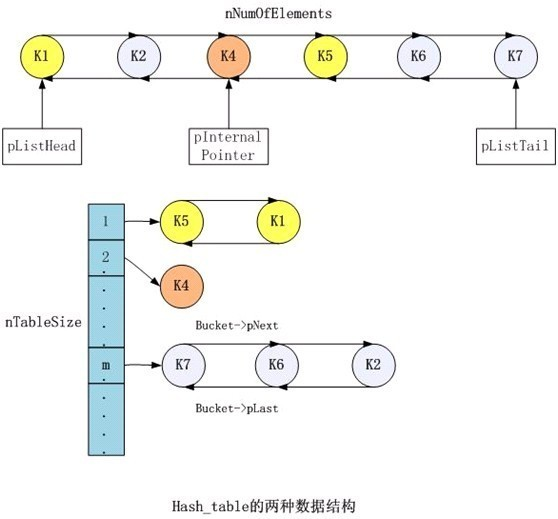 nNumOfElements
K1 K2 K4 K5 K6 K7
pListHead
pInternal
Pointer
pListTail
1
K5 K1
2
K4
nTableSize
Bucket->pNext
m
K7 K6 K2
Bucket->pLast
Hash_table的两种数据结构